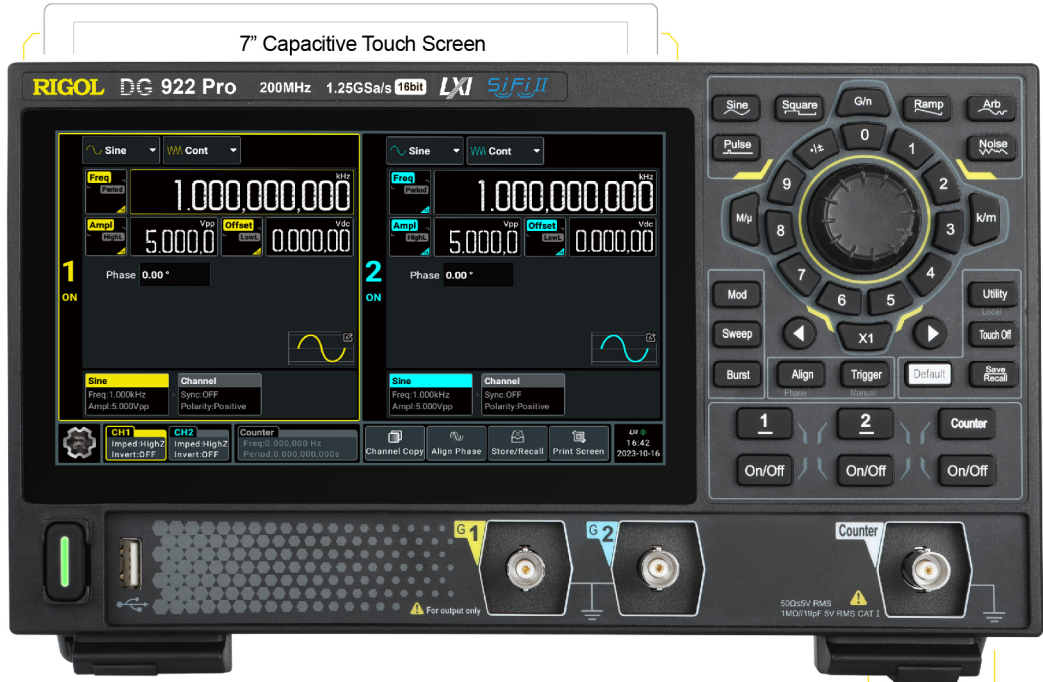 7” Capacitive Touch Screen
RIGOL DG 922 Pro 200MHz 1.25GSa/s 16bit LXI SiFi II
Sine Square G/n Ramp Arb
Pulse Noise
0 1 2 3 4 5 6 7 8 9 ·/±
M/µ k/m
X1
Mod Utility
Local
Sweep Touch Off
Burst Align Trigger Default Save Recall
Phase Manual
1 2 Counter
On/Off On/Off On/Off
Sine Cont
Freq Period 1.000,000,000 kHz
Ampl HighL 5.000,0 Vpp Offset LowL 0.000,00 Vdc
1 ON
Phase 0.00 °
Sine Channel
Freq:1.000kHz Sync:OFF
Ampl:5.000Vpp Polarity:Positive
Sine Cont
Freq Period 1.000,000,000 kHz
Ampl HighL 5.000,0 Vpp Offset LowL 0.000,00 Vdc
2 ON
Phase 0.00 °
Sine Channel
Freq:1.000kHz Sync:OFF
Ampl:5.000Vpp Polarity:Positive
CH1 CH2 Counter
Imped:HighZ Imped:HighZ Freq:0.000,000 Hz
Invert:OFF Invert:OFF Period:0.000,000,000s
Channel Copy Align Phase Store/Recall Print Screen
LXI
16:42
2023-10-16
G 1 G 2 Counter
For output only
50Ω≤5V RMS
1MΩ//19pF 5V RMS CAT I